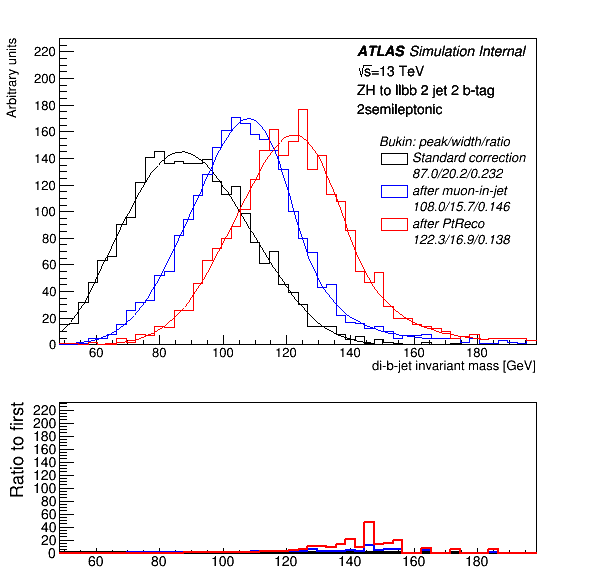 ATLAS Simulation Internal
√s=13 TeV
ZH to llbb 2 jet 2 b-tag
2semileptonic
Bukin: peak/width/ratio
Standard correction
87.0/20.2/0.232
after muon-in-jet
108.0/15.7/0.146
after PtReco
122.3/16.9/0.138
Arbitrary units
220
200
180
160
140
120
100
80
60
40
20
0
60 80 100 120 140 160 180
di-b-jet invariant mass [GeV]
Ratio to first
220
200
180
160
140
120
100
80
60
40
20
0
60 80 100 120 140 160 180